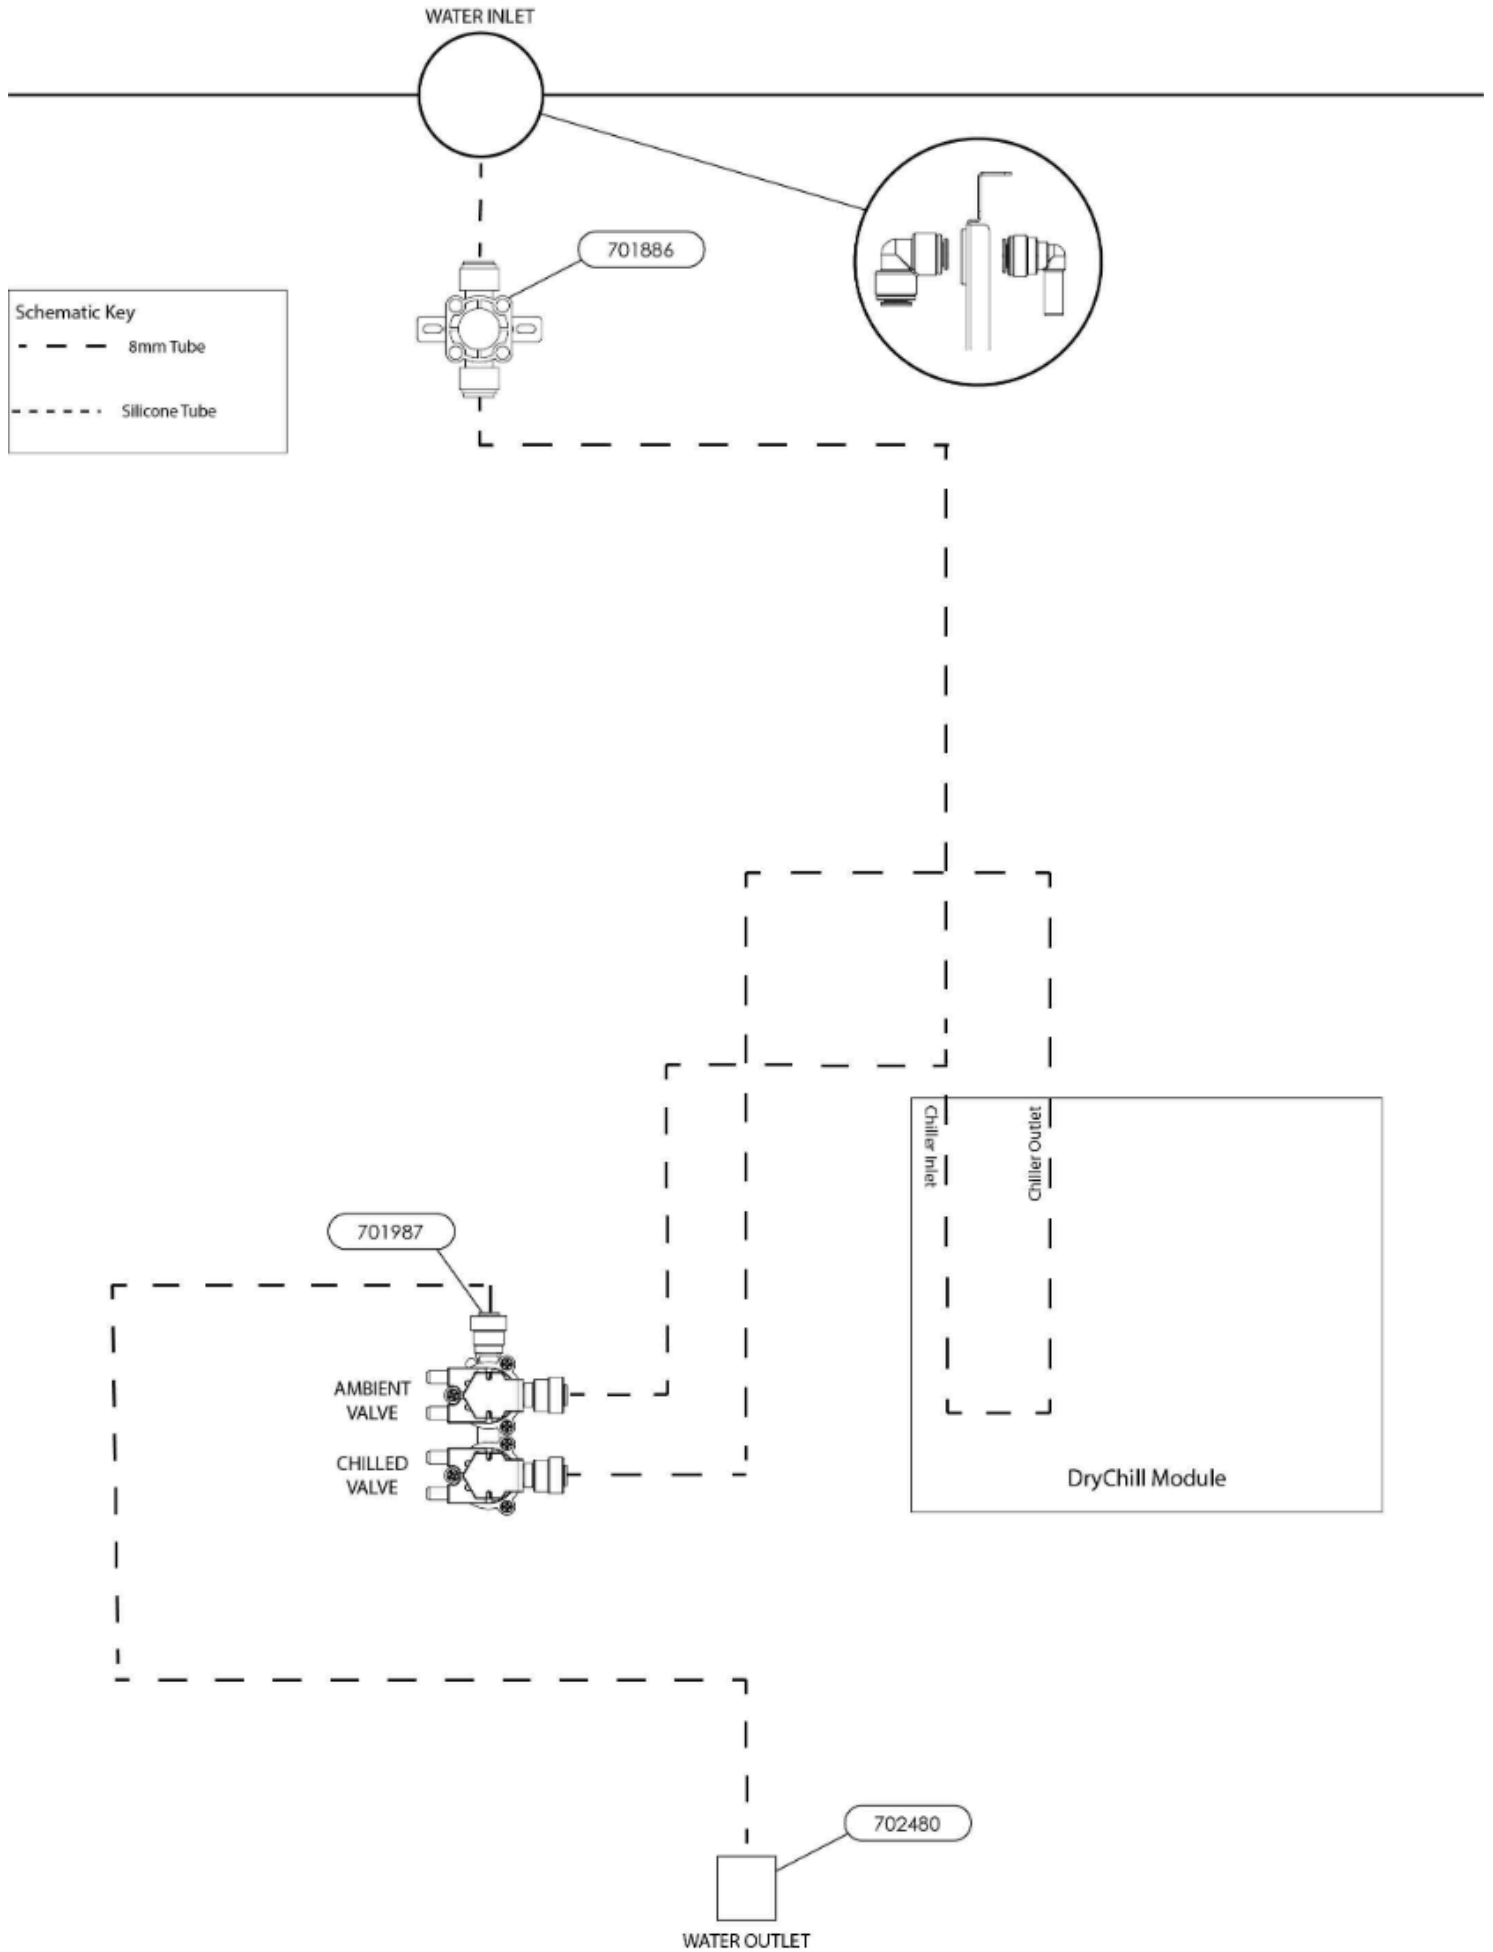 WATER INLET
701886
Schematic Key
8mm Tube
Silicone Tube
Chiller Inlet
Chiller Outlet
701987
AMBIENT
VALVE
CHILLED
VALVE
DryChill Module
702480
WATER OUTLET